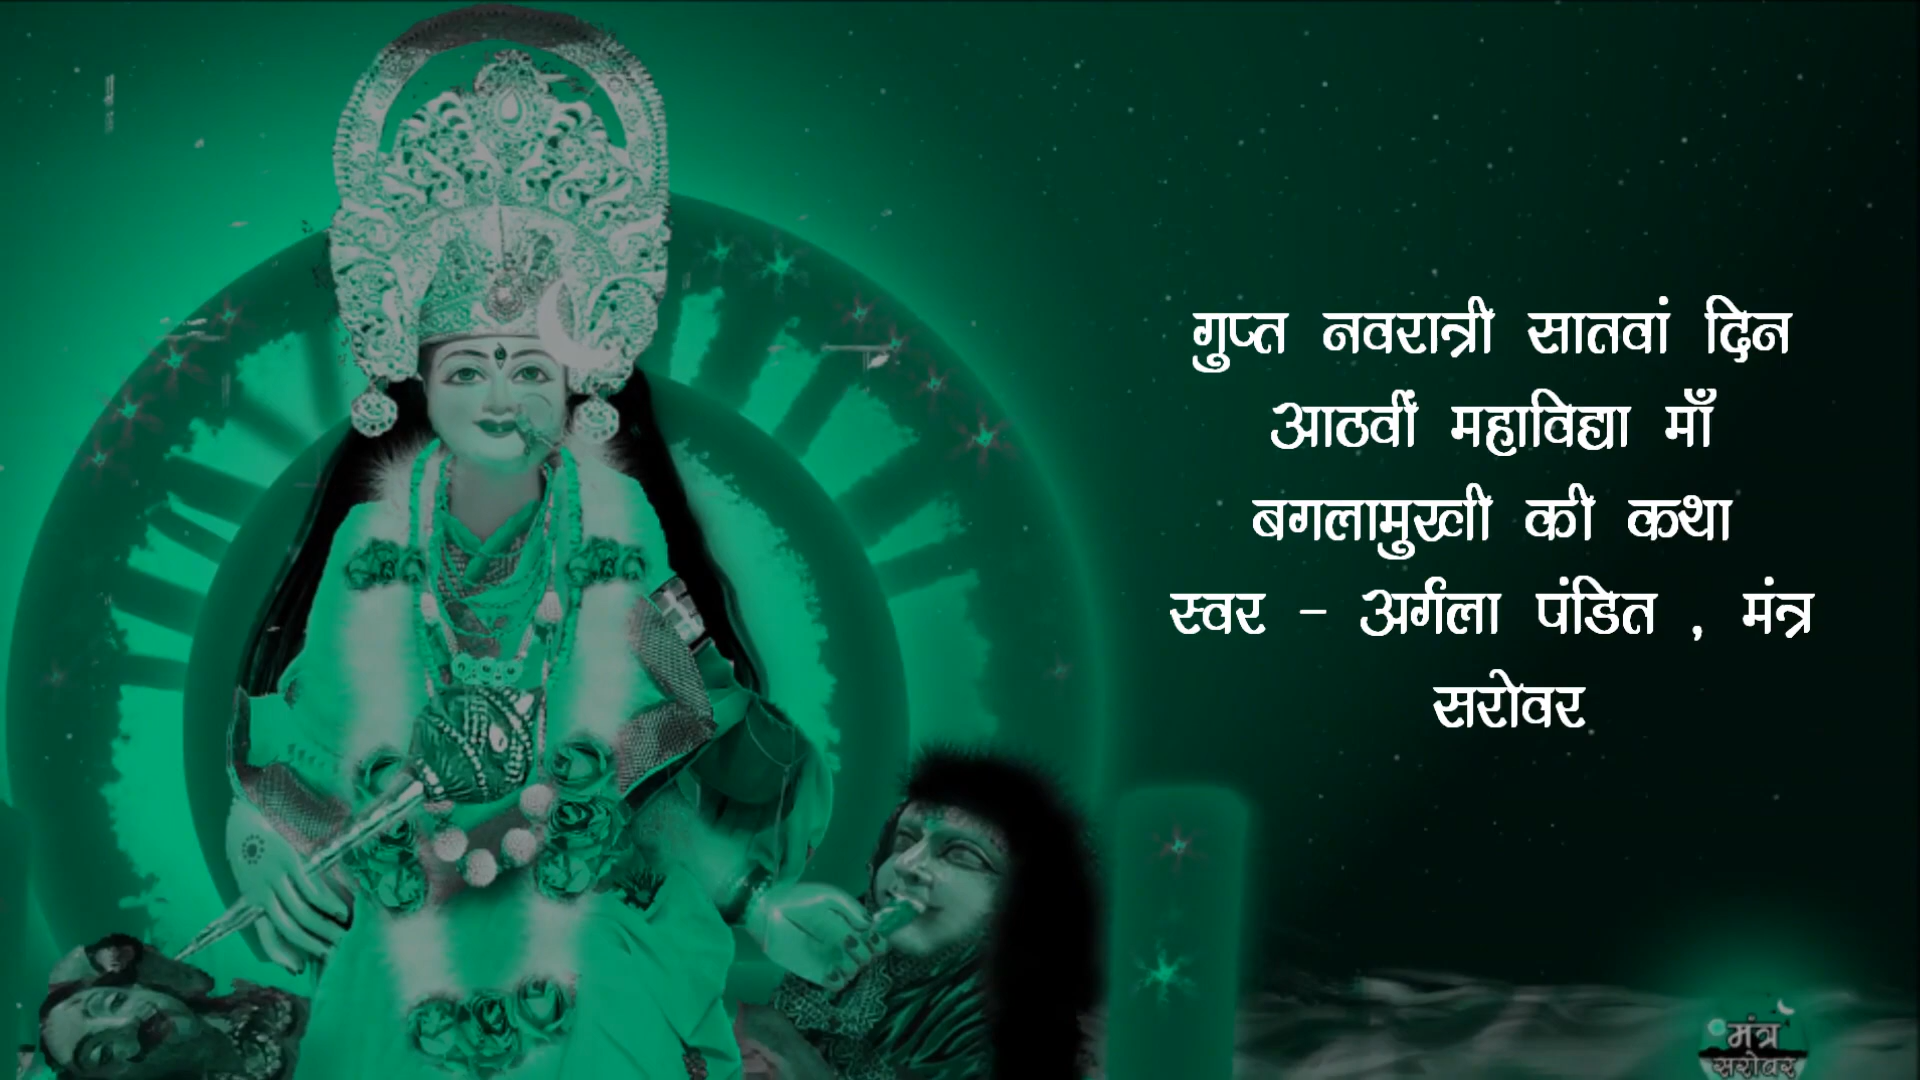 गुप्त नवरात्री सातवां दिन
आठवीं महाविद्या माँ
बगलामुखी की कथा
स्वर - अर्गला पंडित , मंत्र
सरोवर
मंत्र
सरोवर